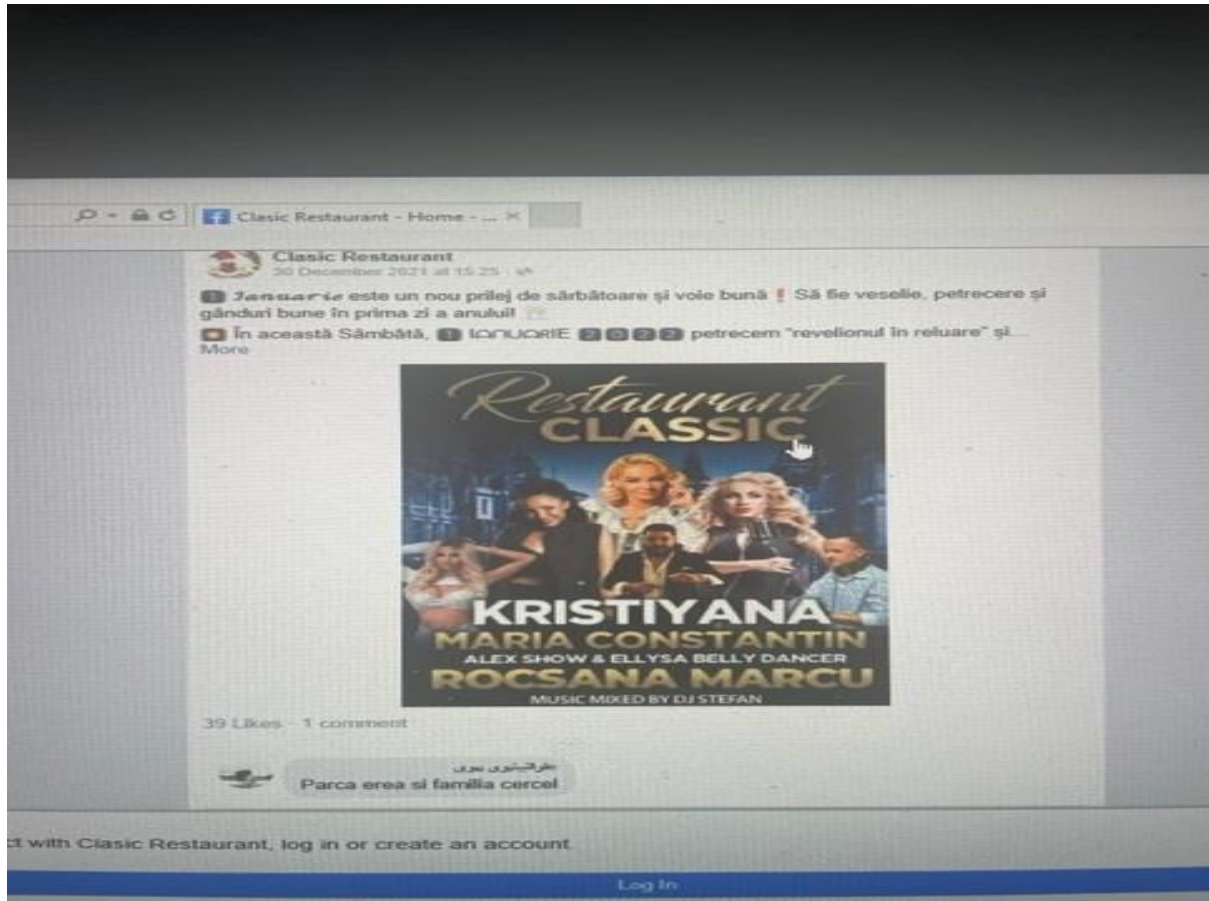 Clasic Restaurant - Home - ...
Clasic Restaurant
30 December 2021 at 15:25
1 Januarie este un nou prilej de sărbătoare și voie bună ! Să fie veselie, petrecere și
gânduri bune în prima zi a anului!
În această Sâmbătă, 1 IANUARIE 2022 petrecem "revelionul în reluare" și...
More
Restaurant
CLASSIC
KRISTIYANA
MARIA CONSTANTIN
ALEX SHOW & ELLYSA BELLY DANCER
ROCSANA MARCU
MUSIC MIXED BY DJ STEFAN
39 Likes · 1 comment
Parca erea si familia cercel
ct with Clasic Restaurant, log in or create an account
Log In